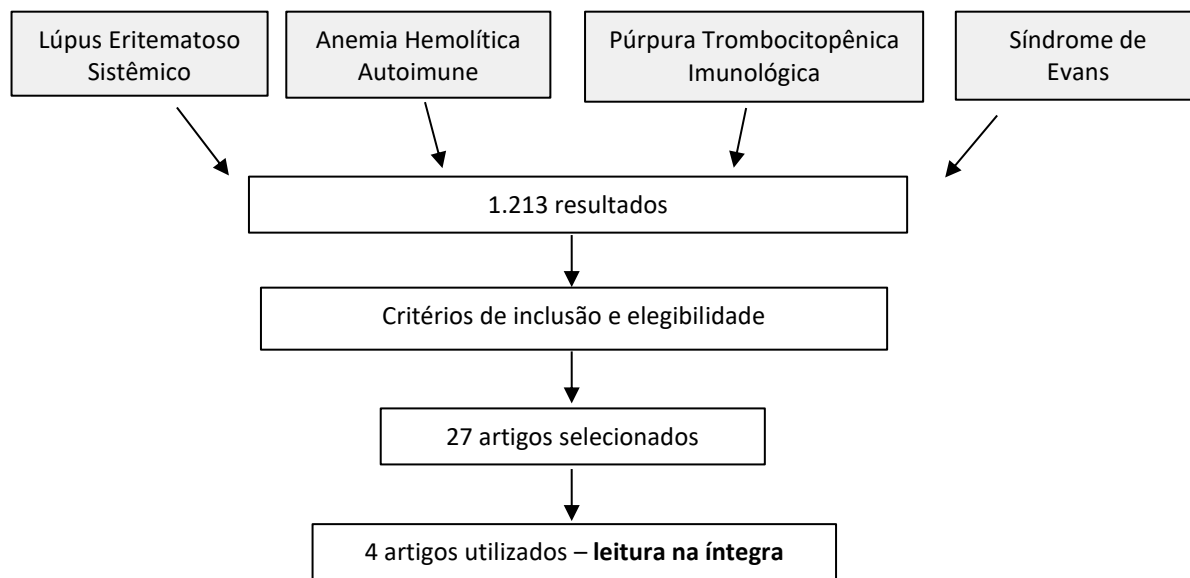 Lúpus Eritematoso
Sistêmico
Anemia Hemolítica
Autoimune
Púrpura Trombocitopênica
Imunológica
Síndrome de
Evans
1.213 resultados
Critérios de inclusão e elegibilidade
27 artigos selecionados
4 artigos utilizados – leitura na íntegra